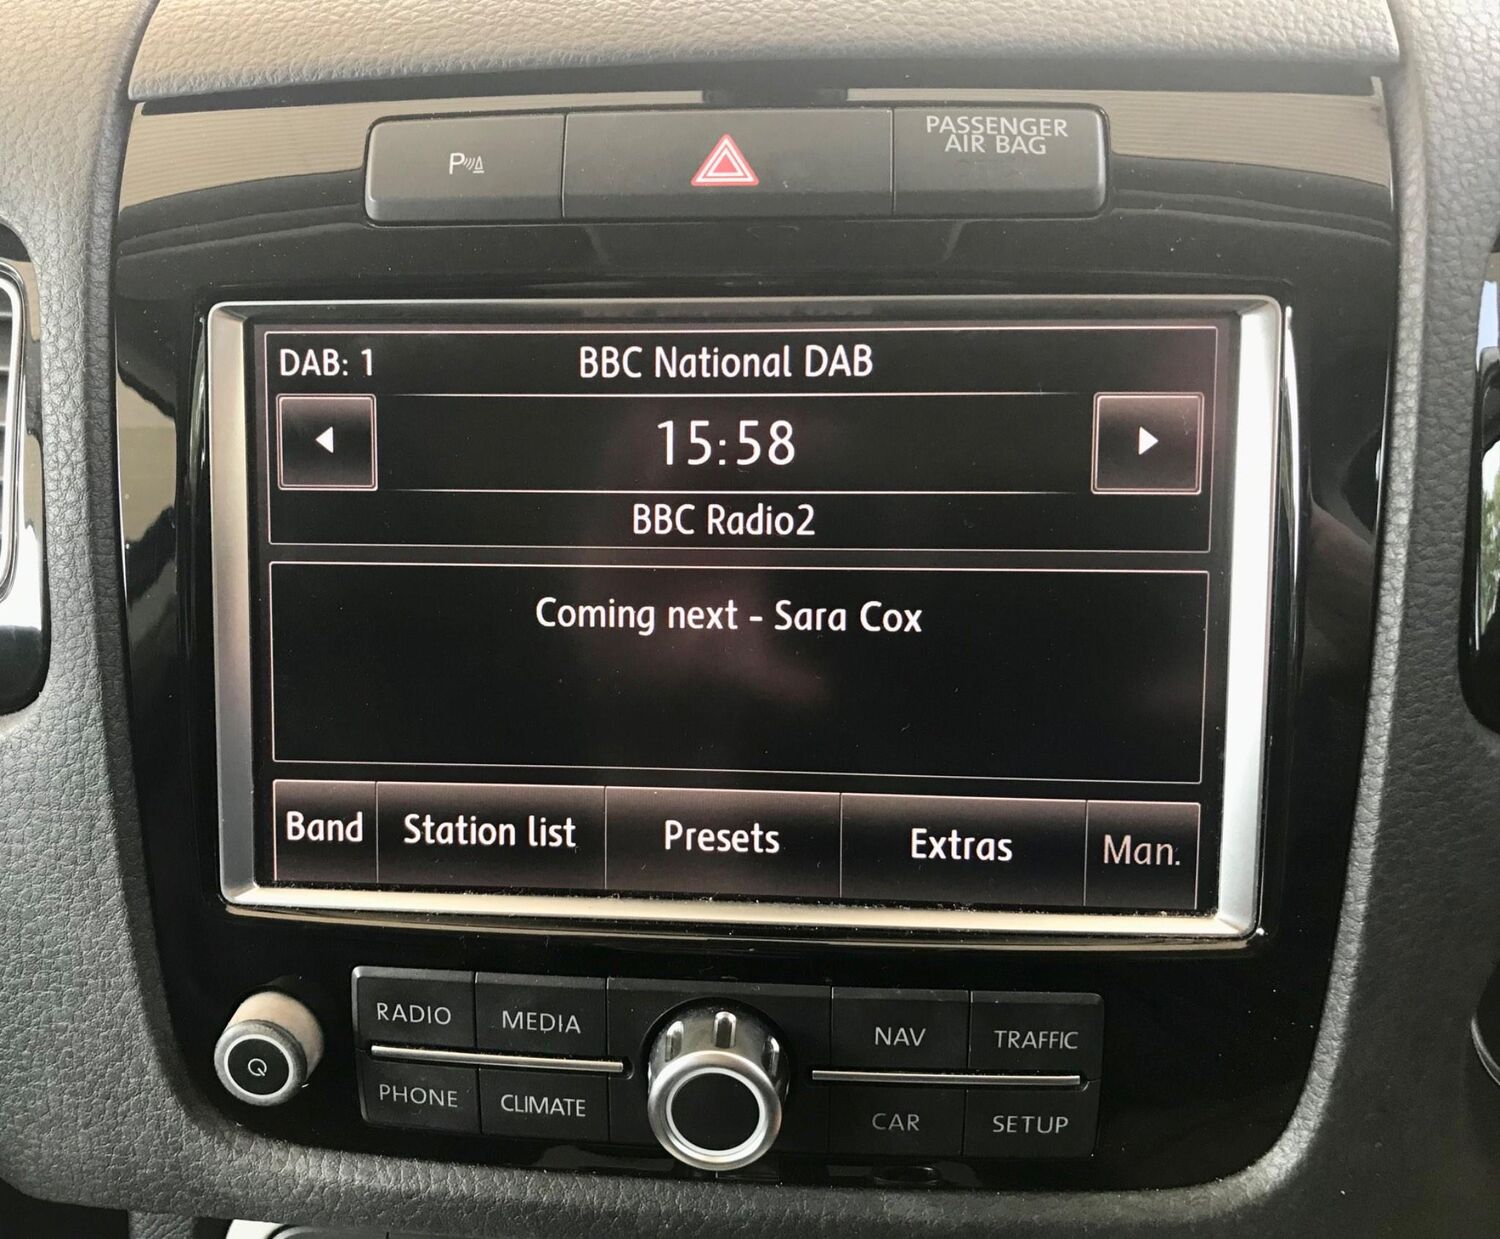 P
PASSENGER
AIR BAG
DAB: 1
BBC National DAB
15:58
BBC Radio2
Coming next - Sara Cox
Band
Station list
Presets
Extras
Man.
RADIO
MEDIA
NAV
TRAFFIC
PHONE
CLIMATE
CAR
SETUP